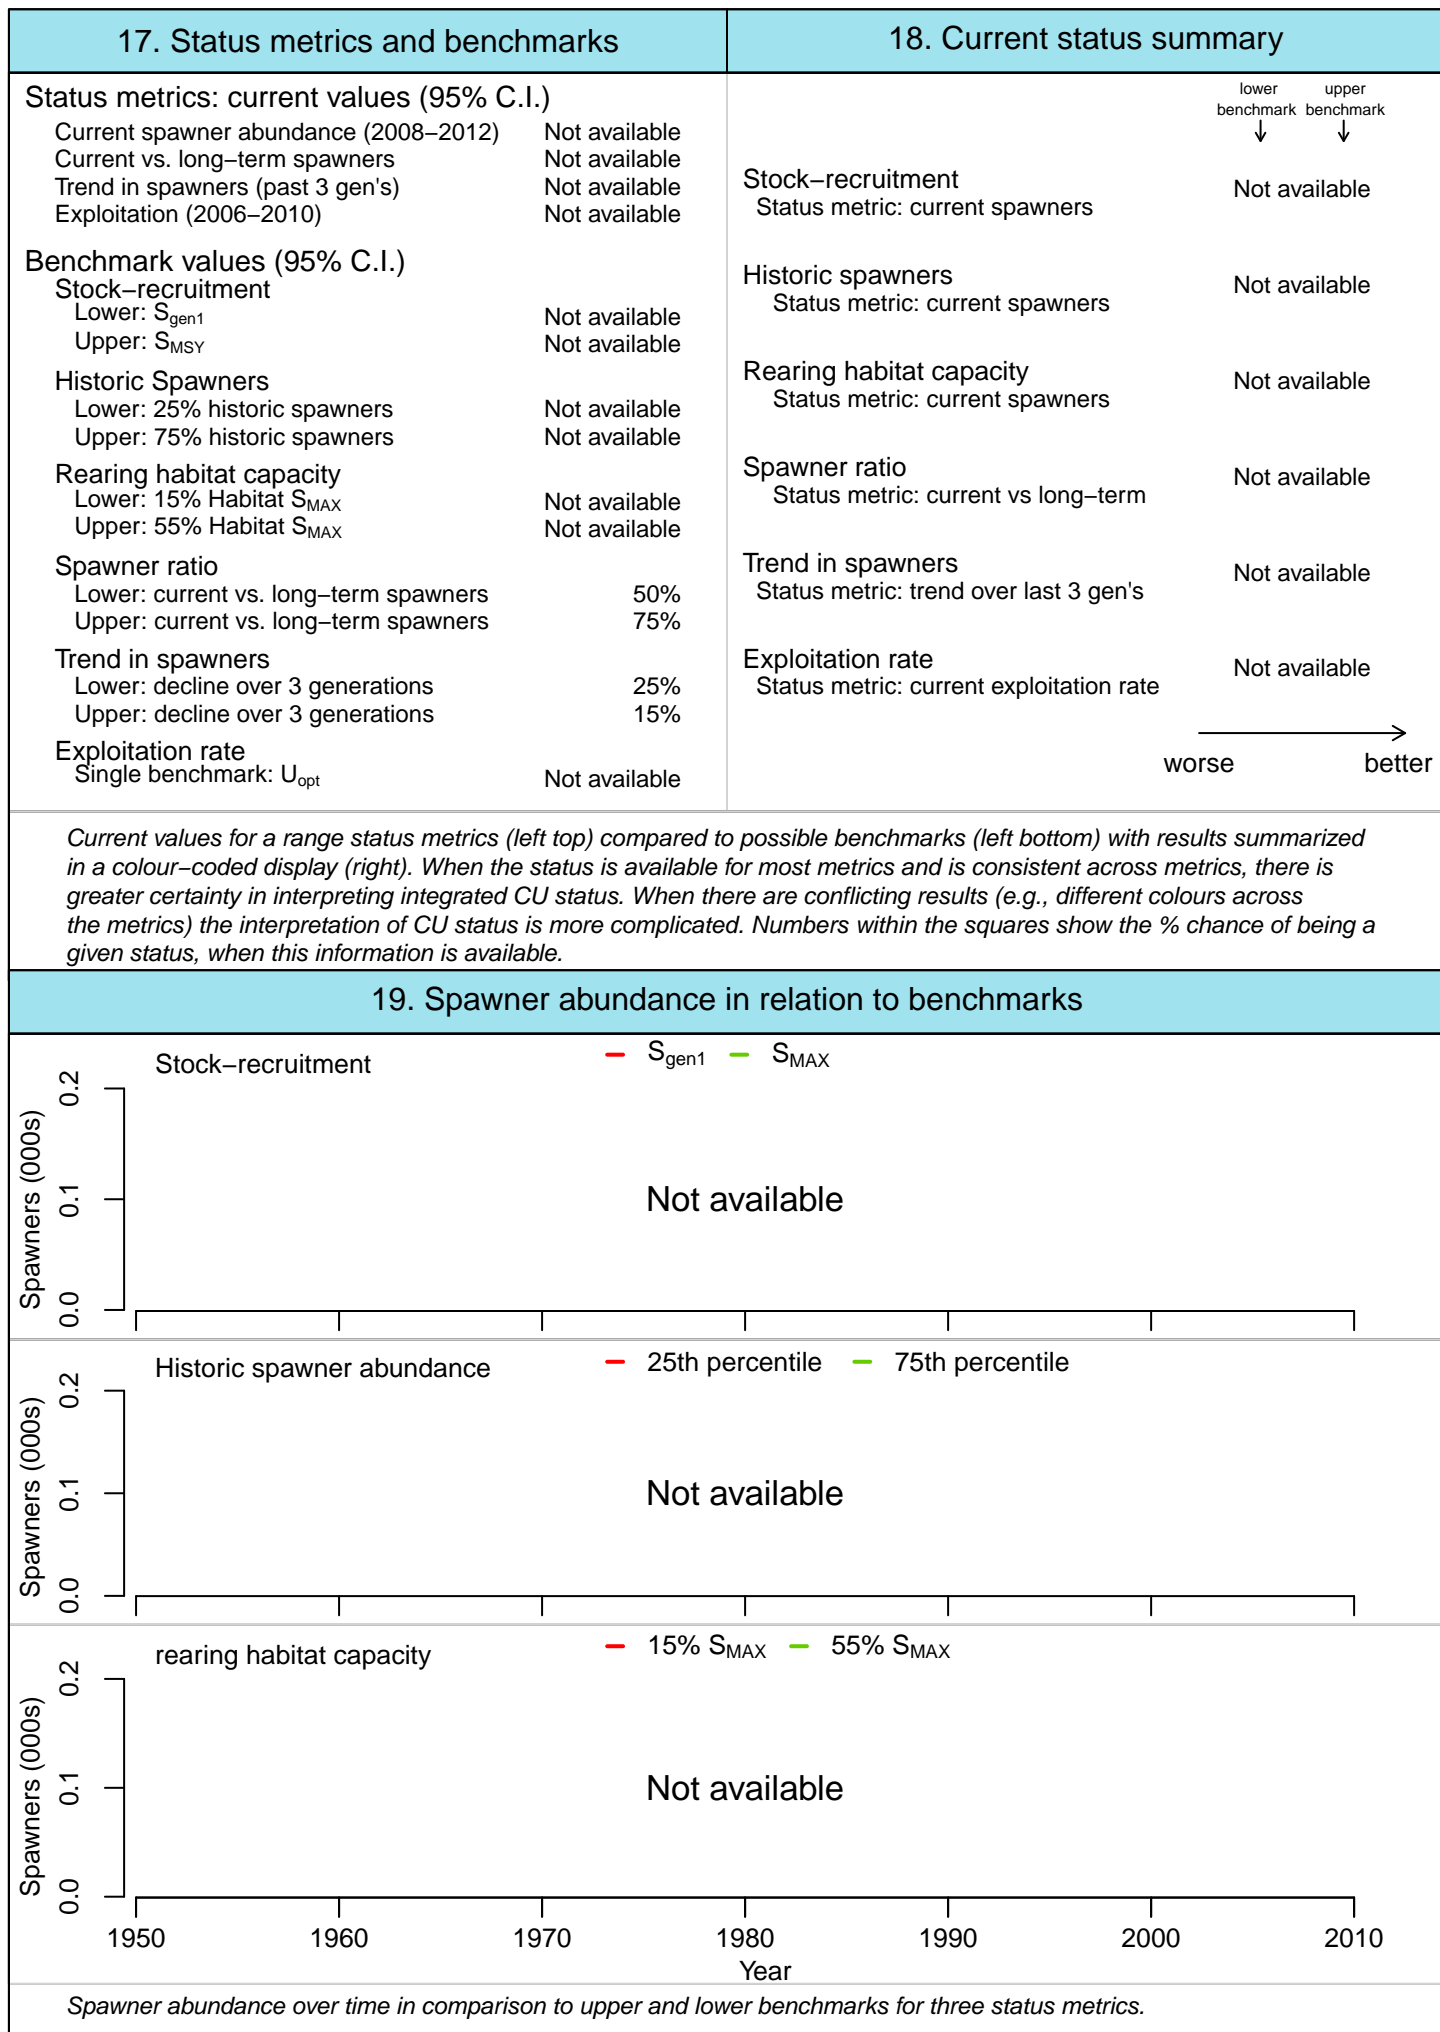 17. Status metrics and benchmarks
Status metrics: current values (95% C.I.)
Current spawner abundance (2008−2012) Not available
Current vs. long−term spawners Not available
Trend in spawners (past 3 gen's) Not available
Exploitation (2006−2010) Not available
Benchmark values (95% C.I.)
Stock−recruitment
Lower: Sgen1 Not available
Upper: SMSY Not available
Historic Spawners
Lower: 25% historic spawners Not available
Upper: 75% historic spawners Not available
Rearing habitat capacity
Lower: 15% Habitat SMAX Not available
Upper: 55% Habitat SMAX Not available
Spawner ratio
Lower: current vs. long−term spawners 50%
Upper: current vs. long−term spawners 75%
Trend in spawners
Lower: decline over 3 generations 25%
Upper: decline over 3 generations 15%
Exploitation rate
Single benchmark: Uopt Not available
18. Current status summary
lower upper
benchmark benchmark
Stock−recruitment Not available
Status metric: current spawners
Historic spawners Not available
Status metric: current spawners
Rearing habitat capacity Not available
Status metric: current spawners
Spawner ratio Not available
Status metric: current vs long−term
Trend in spawners Not available
Status metric: trend over last 3 gen's
Exploitation rate Not available
Status metric: current exploitation rate
worse better
Current values for a range status metrics (left top) compared to possible benchmarks (left bottom) with results summarized
in a colour−coded display (right). When the status is available for most metrics and is consistent across metrics, there is
greater certainty in interpreting integrated CU status. When there are conflicting results (e.g., different colours across
the metrics) the interpretation of CU status is more complicated. Numbers within the squares show the % chance of being a
given status, when this information is available.
19. Spawner abundance in relation to benchmarks
Stock−recruitment Sgen1 SMAX
Spawners (000s)
0.2
0.1
0.0
Not available
Historic spawner abundance 25th percentile 75th percentile
Spawners (000s)
0.2
0.1
0.0
Not available
rearing habitat capacity 15% SMAX 55% SMAX
Spawners (000s)
0.2
0.1
0.0
Not available
1950 1960 1970 1980 1990 2000 2010
Year
Spawner abundance over time in comparison to upper and lower benchmarks for three status metrics.